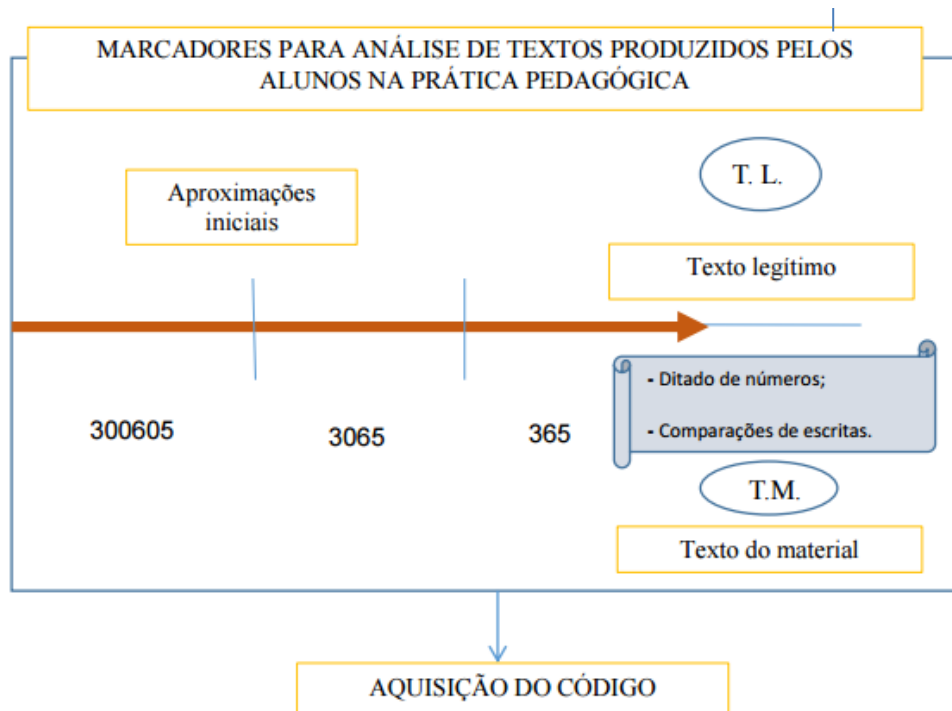 MARCADORES PARA ANÁLISE DE TEXTOS PRODUZIDOS PELOS
ALUNOS NA PRÁTICA PEDAGÓGICA
T. L.
Aproximações
iniciais
Texto legítimo
- Ditado de números;
- Comparações de escritas.
300605
3065
365
T.M.
Texto do material
AQUISIÇÃO DO CÓDIGO